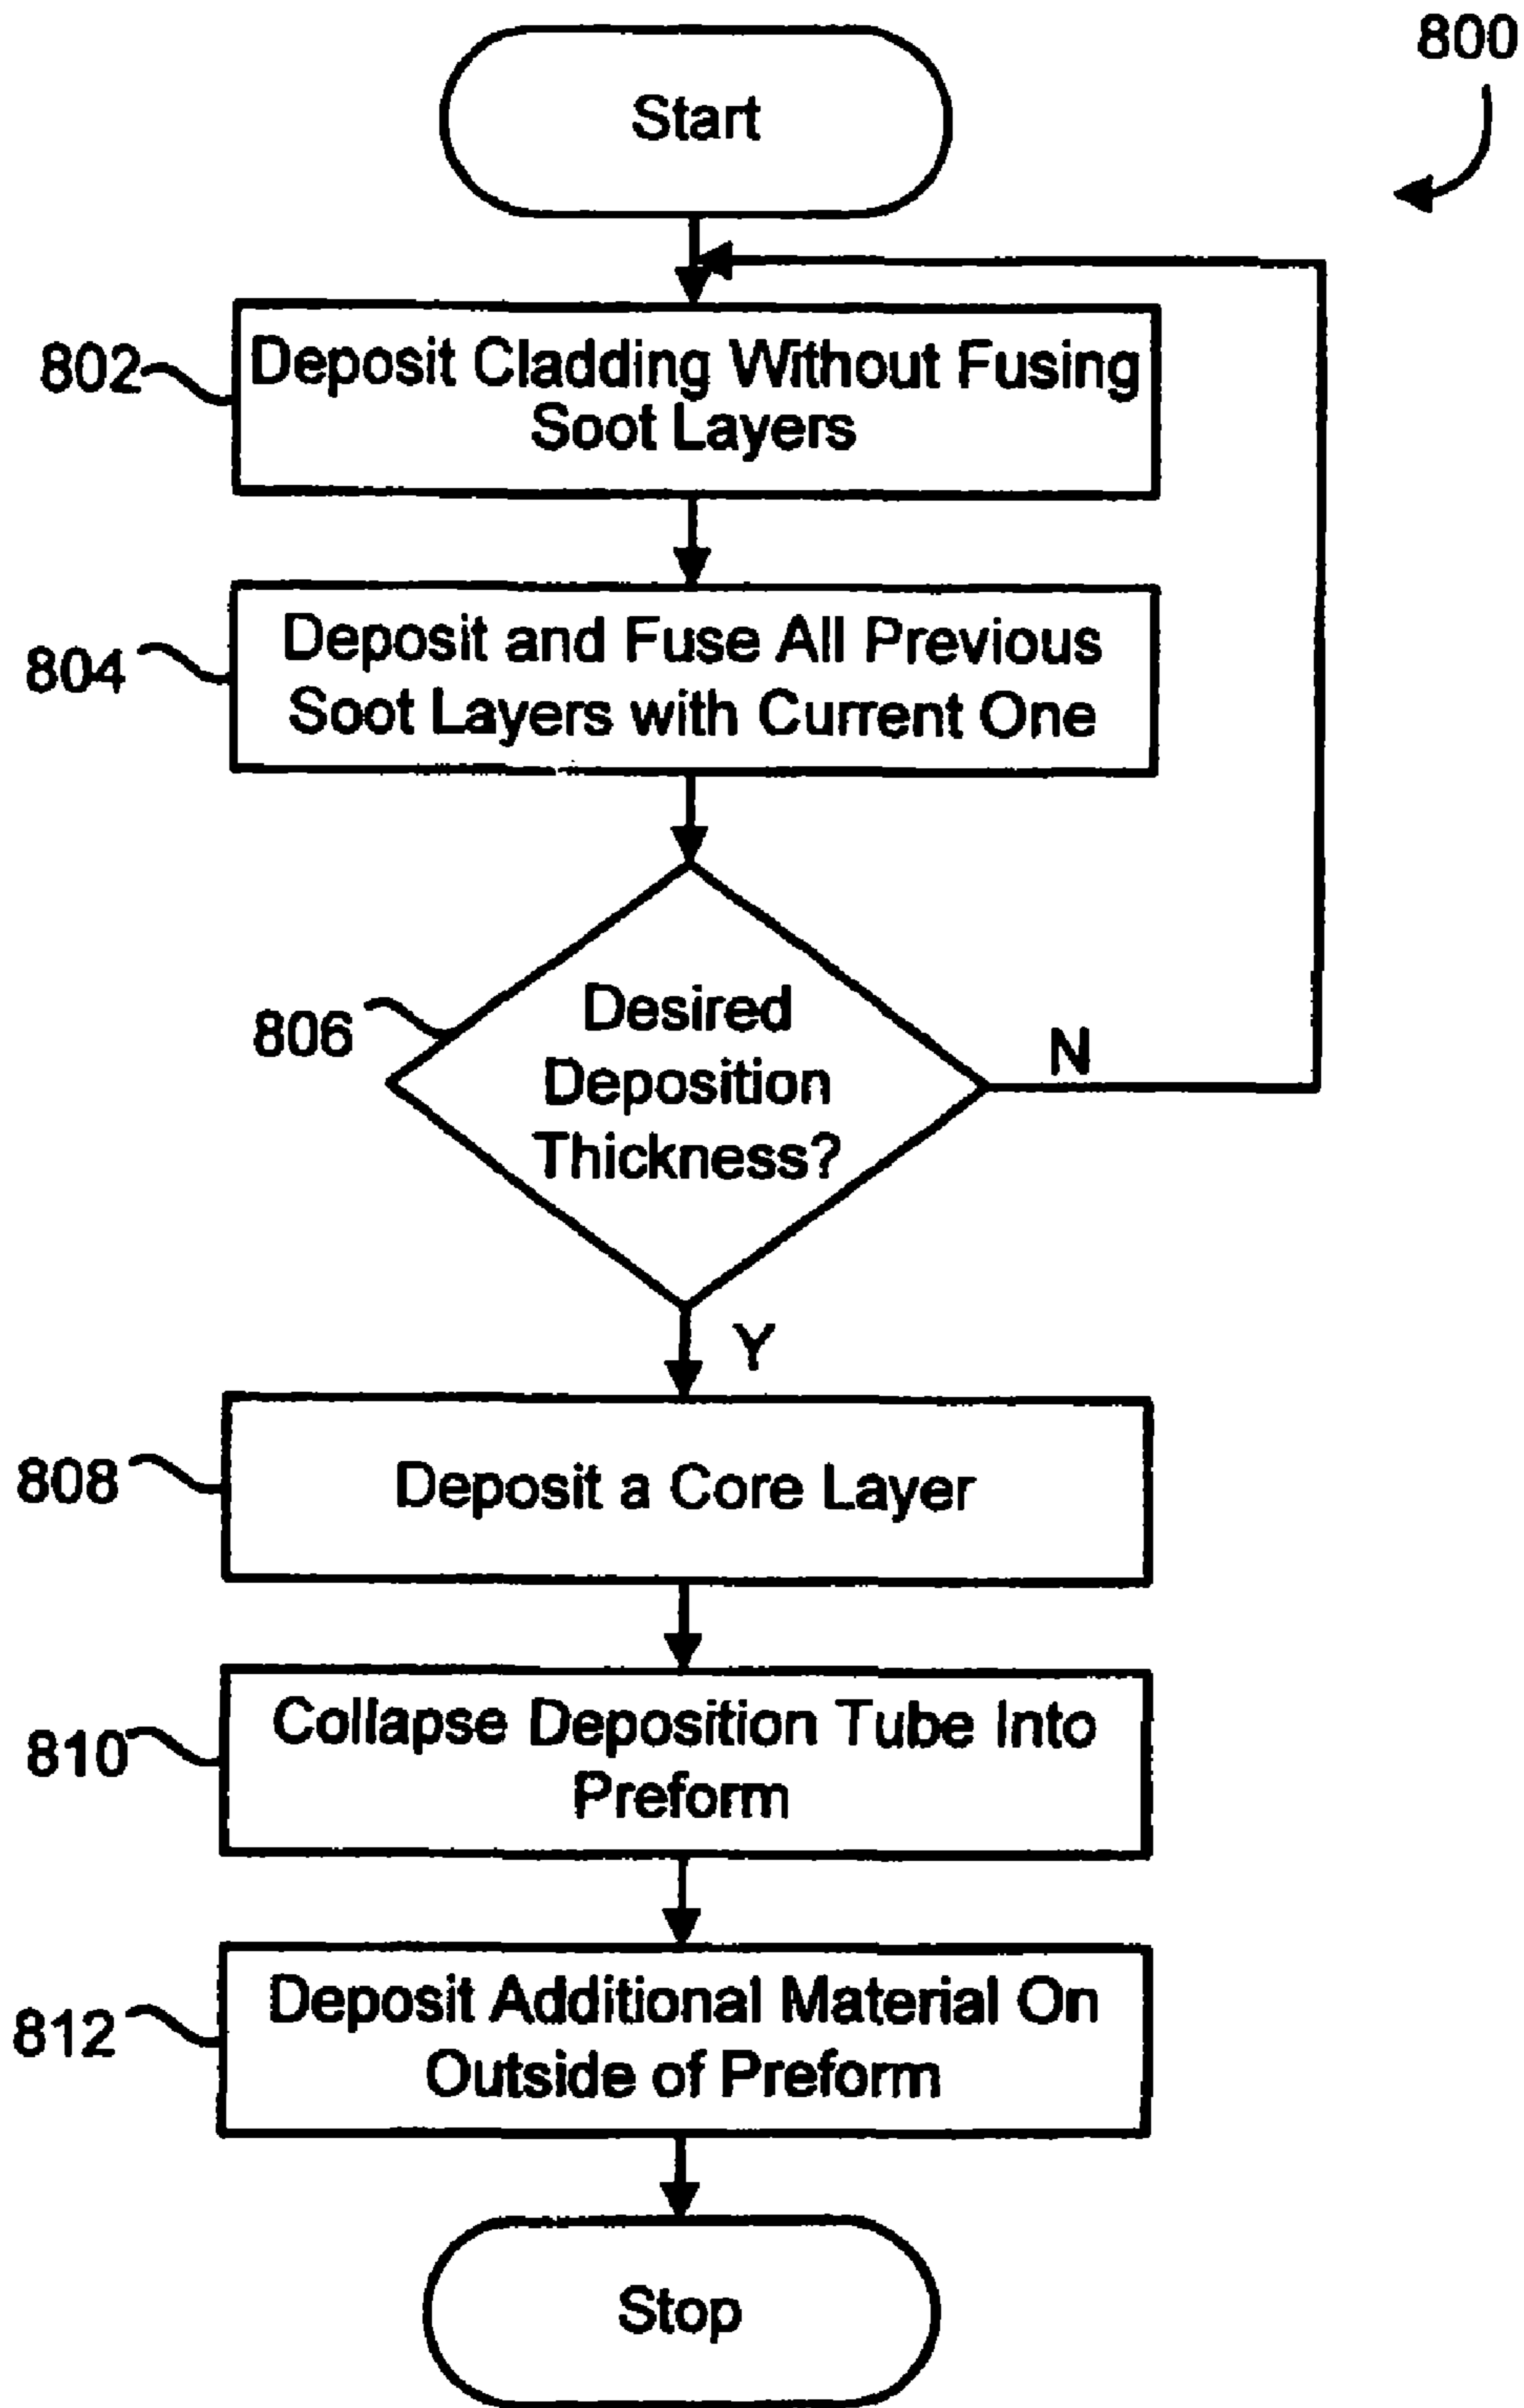 800
Start
802
Deposit Cladding Without Fusing
Soot Layers
804
Deposit and Fuse All Previous
Soot Layers with Current One
806
Desired
Deposition
Thickness?
N
Y
808
Deposit a Core Layer
810
Collapse Deposition Tube Into
Preform
812
Deposit Additional Material On
Outside of Preform
Stop